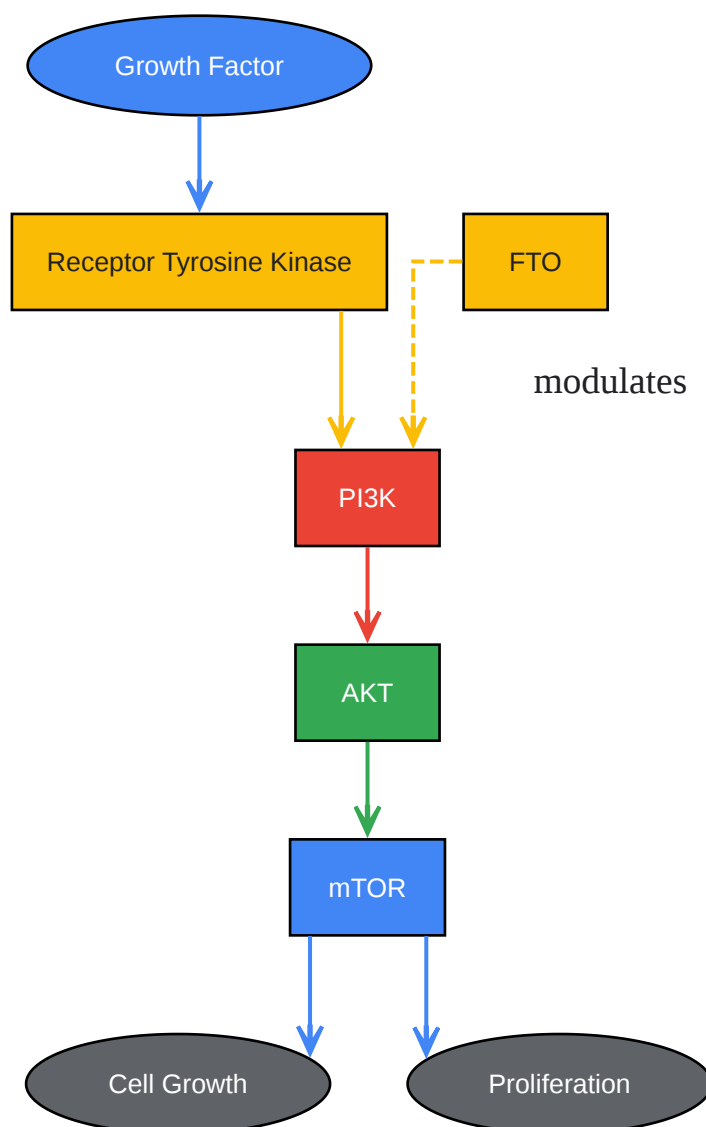 Growth Factor
Receptor Tyrosine Kinase
FTO
modulates
PI3K
AKT
mTOR
Cell Growth
Proliferation